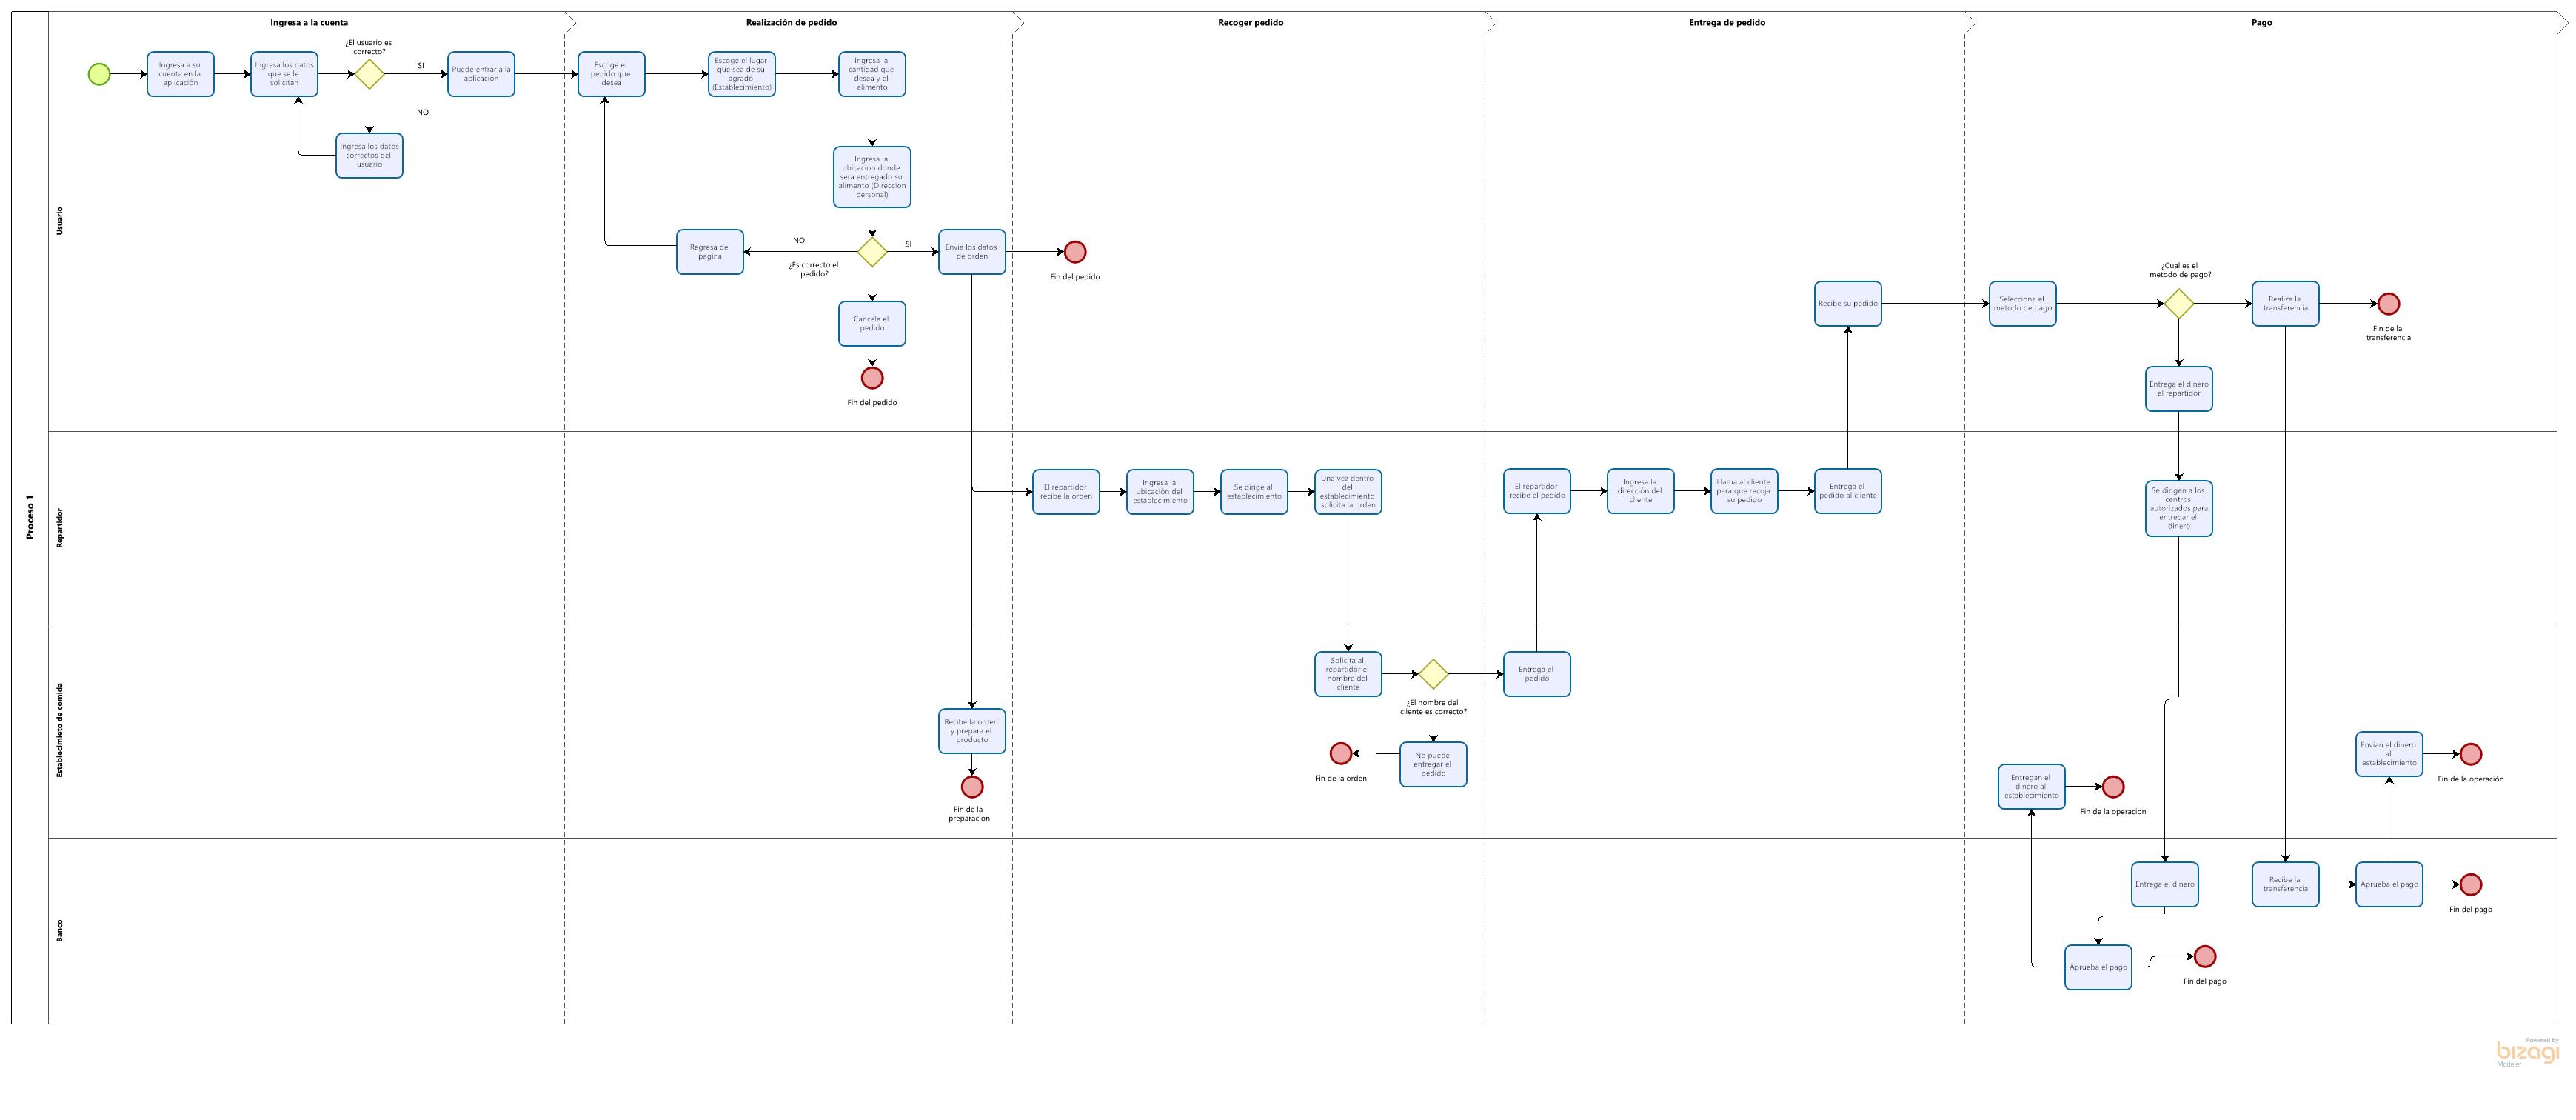 Ingresa a la cuenta
Realización de pedido
Recoger pedido
Entrega de pedido
Pago
Proceso 1
Usuario
Ingresa a su
cuenta en la
aplicación
Ingresa los datos
que se le
solicitan
¿El usuario es
correcto?
SI
NO
Puede entrar a la
aplicación
Ingresa los datos
correctos del
usuario
Escoge el
pedido que
desea
Escoge el lugar
que sea de su
agrado
(Establecimiento)
Ingresa la
cantidad que
desea y el
alimento
Ingresa la
ubicacion donde
sera entregado su
alimento (Direccion
personal)
Regresa de
pagina
NO
¿Es correcto el
pedido?
SI
Envía los datos
de orden
Fin del pedido
Cancela el
pedido
Fin del pedido
Recibe su pedido
Selecciona el
metodo de pago
¿Cual es el
metodo de pago?
Realiza la
transferencia
Fin de la
transferencia
Entrega el dinero
al repartidor
Repartidor
El repartidor
recibe la orden
Ingresa la
ubicación del
establecimiento
Se dirige al
establecimiento
Una vez dentro
del
establecimiento
solicita la orden
El repartidor
recibe el pedido
Ingresa la
dirección del
cliente
Llama al cliente
para que recoja
su pedido
Entrega el
pedido al cliente
Se dirigen a los
centros
autorizados para
entregar el
dinero
Establecimieto de comida
Recibe la orden
y prepara el
producto
Fin de la
preparacion
Solicita al
repartidor el
nombre del
cliente
¿El nombre del
cliente es correcto?
No puede
entregar el
pedido
Fin de la orden
Entrega el
pedido
Entregan el
dinero al
establecimiento
Fin de la operacion
Envian el dinero
al
establecimiento
Fin de la operación
Banco
Entrega el dinero
Aprueba el pago
Fin del pago
Recibe la
transferencia
Aprueba el pago
Fin del pago
Powered by
bizagi
Modeler